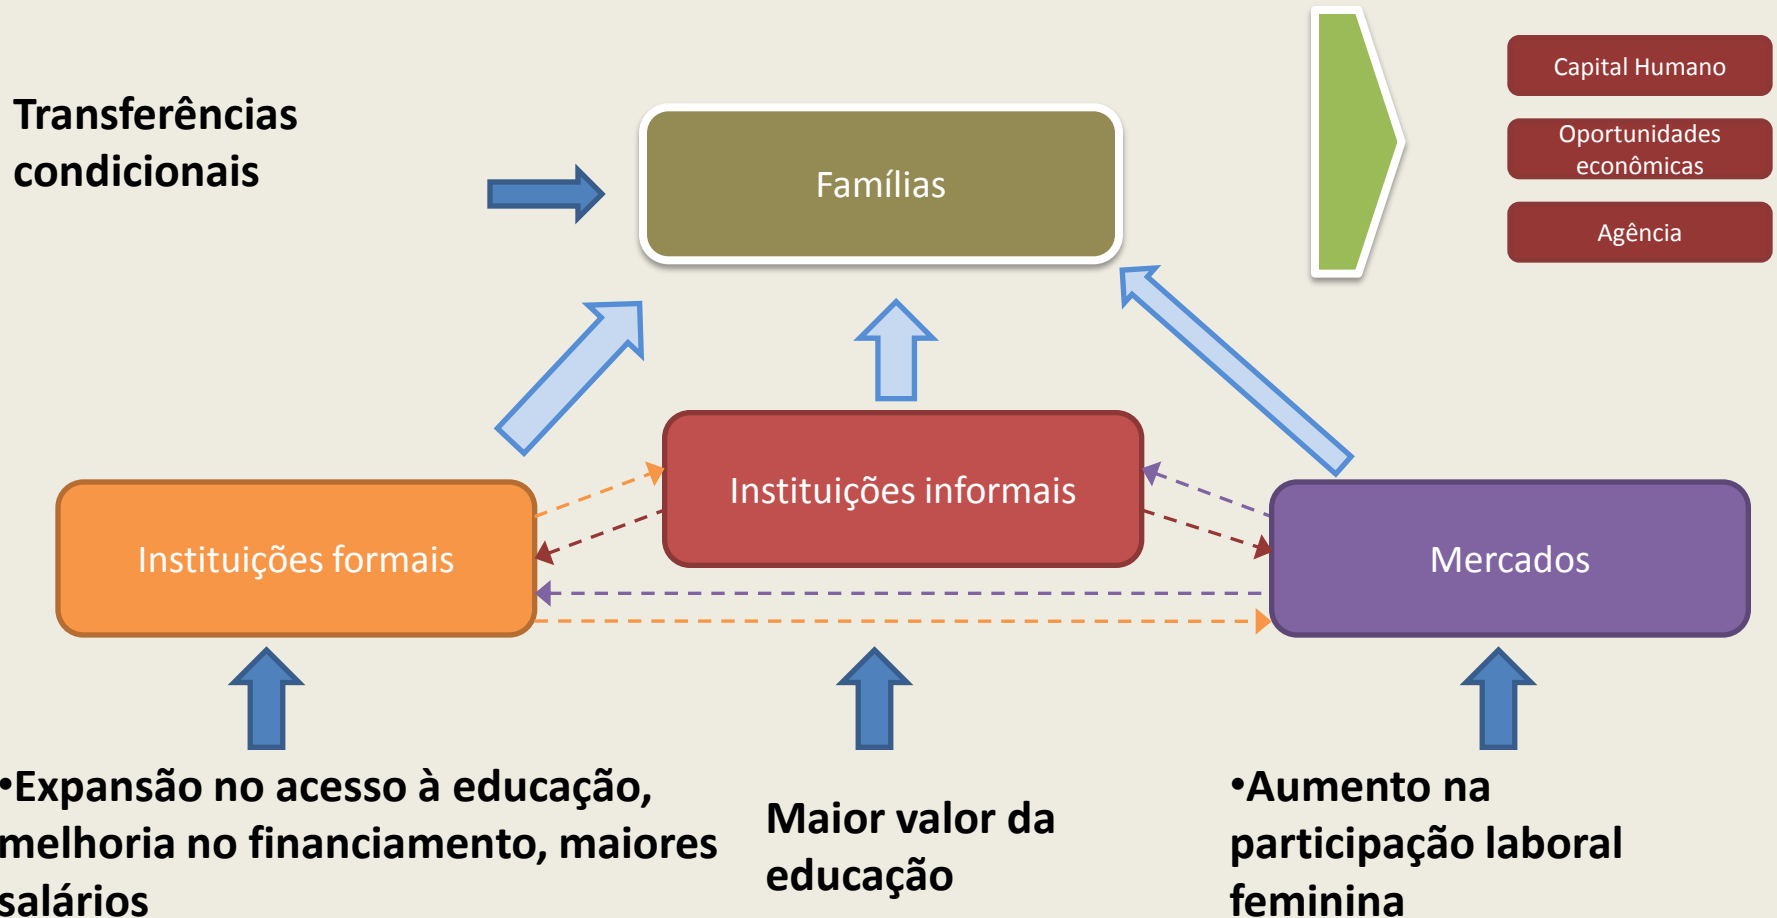 Transferências
condicionais
Famílias
Capital Humano
Oportunidades
econômicas
Agência
Instituições informais
Instituições formais
Mercados
•Expansão no acesso à educação,
melhoria no financiamento, maiores
salários
Maior valor da
educação
•Aumento na
participação laboral
feminina